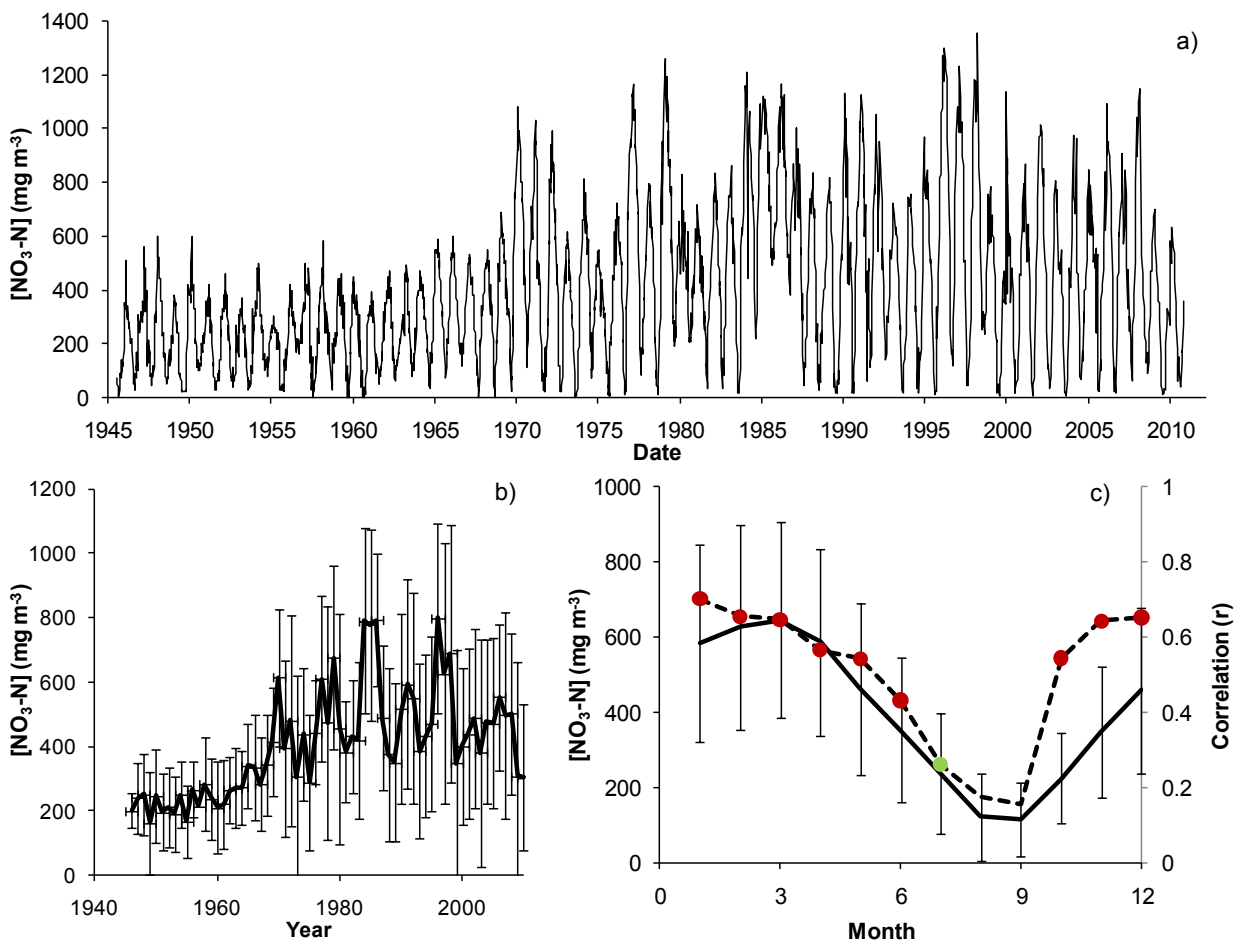 a)
[NO₃-N] (mg m⁻³)
1400
1200
1000
800
600
400
200
0
1945 1950 1955 1960 1965 1970 1975 1980 1985 1990 1995 2000 2005 2010
Date
b)
[NO₃-N] (mg m⁻³)
1200
1000
800
600
400
200
0
1940 1960 1980 2000
Year
c)
[NO₃-N] (mg m⁻³)
1000
800
600
400
200
0
0 3 6 9 12
Month
1
0.8
0.6
0.4
0.2
0
Correlation (r)